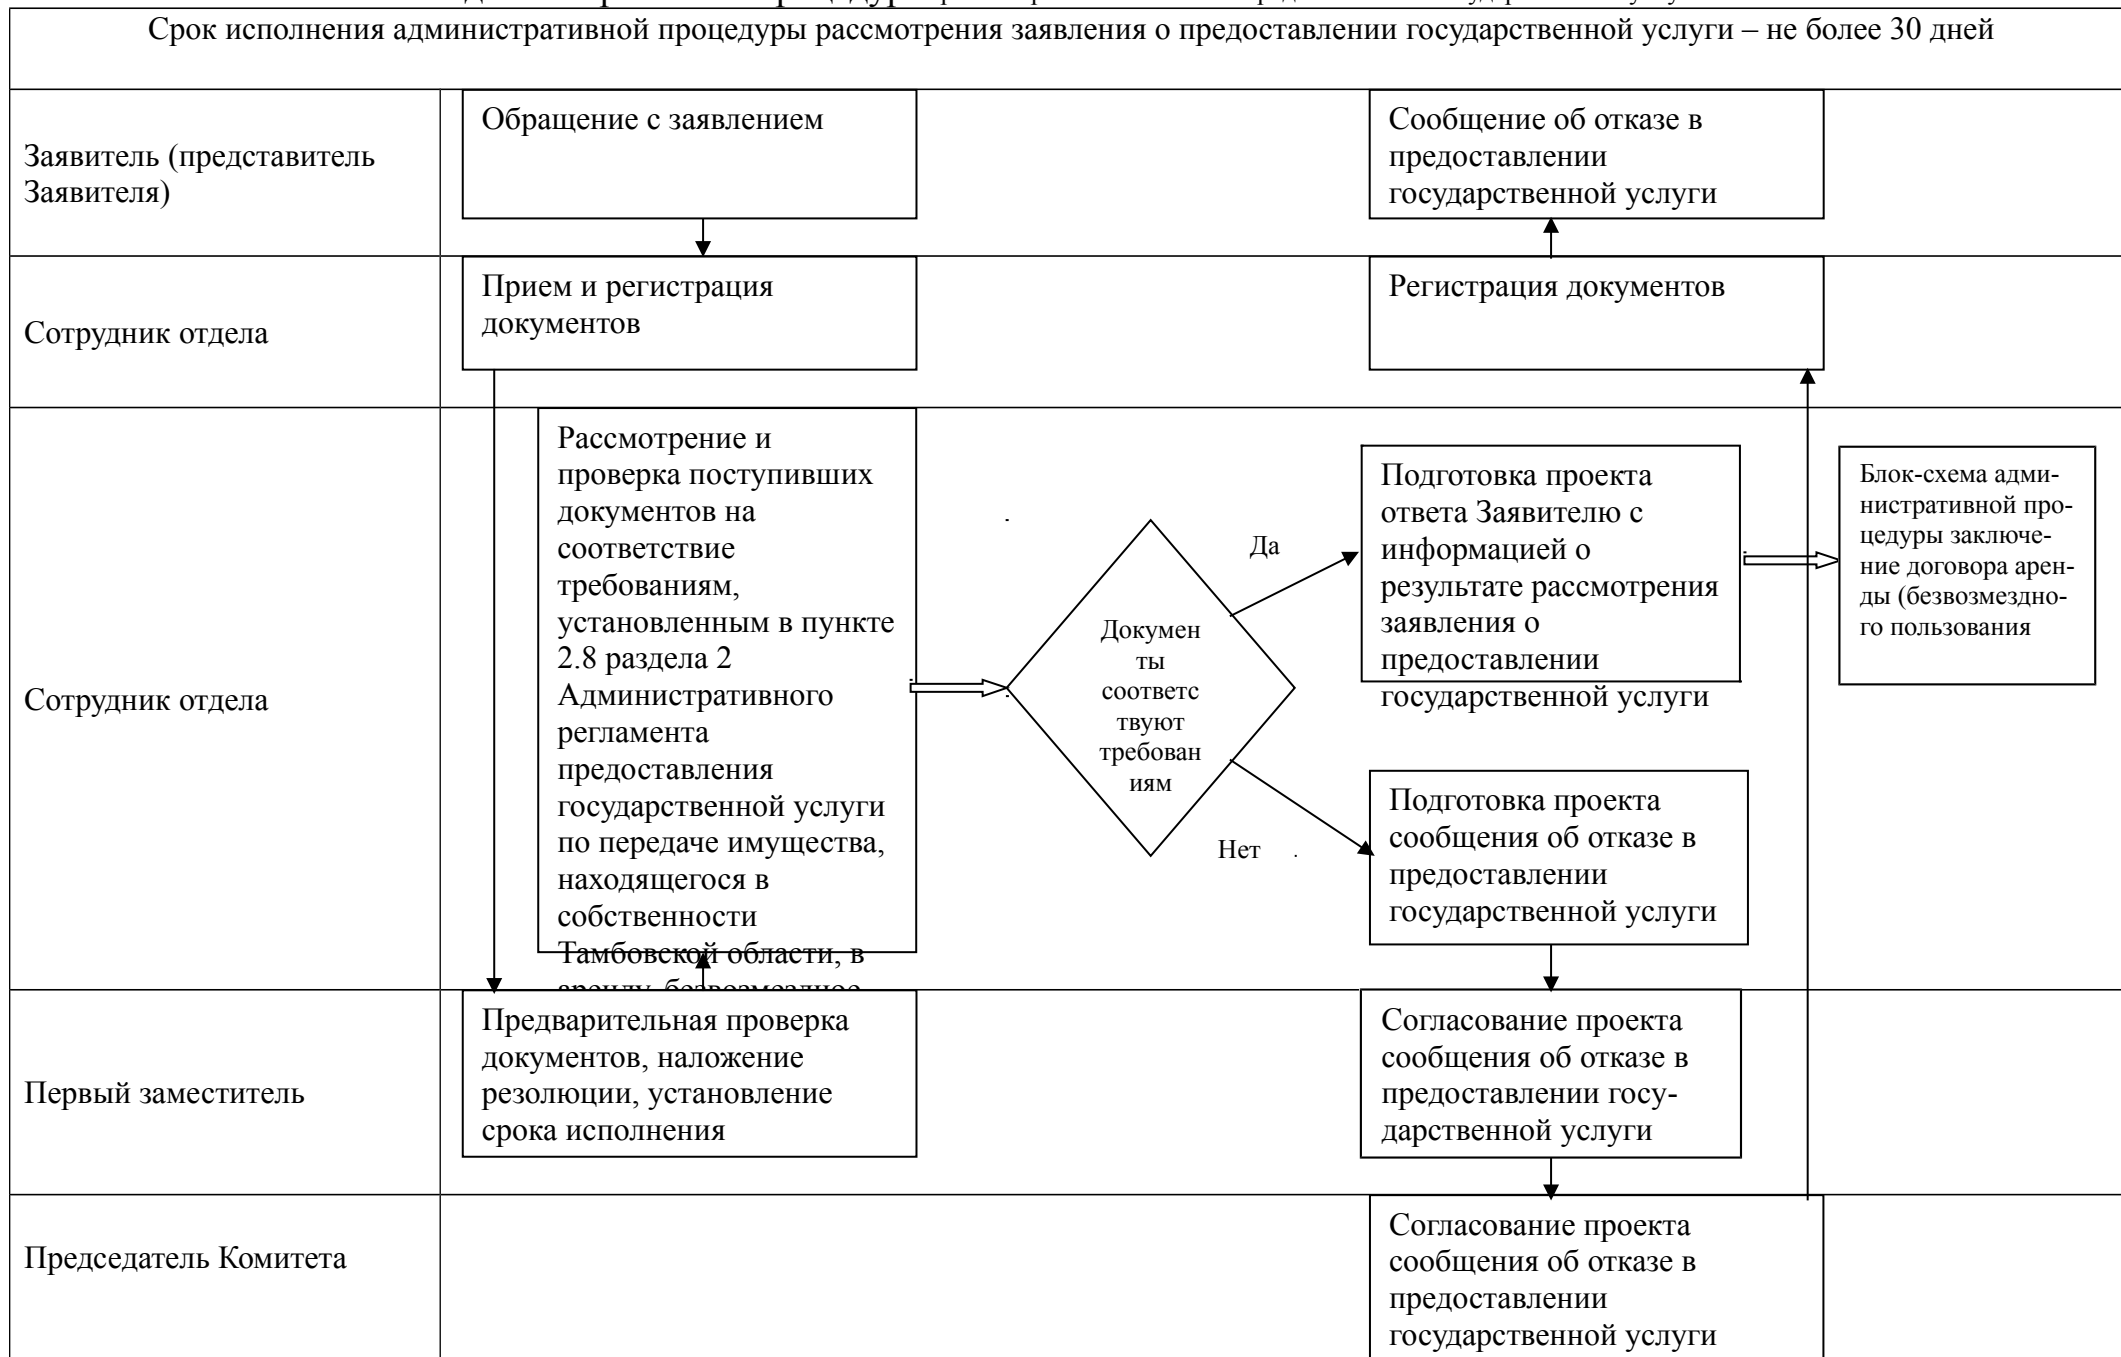 Срок исполнения административной процедуры рассмотрения заявления о предоставлении государственной услуги – не более 30 дней
Заявитель (представитель
Заявителя)
Обращение с заявлением
Сообщение об отказе в
предоставлении
государственной услуги
Сотрудник отдела
Прием и регистрация
документов
Регистрация документов
Сотрудник отдела
Рассмотрение и
проверка поступивших
документов на
соответствие
требованиям,
установленным в пункте
2.8 раздела 2
Административного
регламента
предоставления
государственной услуги
по передаче имущества,
находящегося в
собственности
Тамбовской области, в
аренду, безвозмездное
Докумен
ты
соответс
твуют
требован
иям
Да
Нет
Подготовка проекта
ответа Заявителю с
информацией о
результате рассмотрения
заявления о
предоставлении
государственной услуги
Блок-схема адми-
нистративной про-
цедуры заключе-
ние договора арен-
ды (безвозмездно-
го пользования
Подготовка проекта
сообщения об отказе в
предоставлении
государственной услуги
Первый заместитель
Предварительная проверка
документов, наложение
резолюции, установление
срока исполнения
Согласование проекта
сообщения об отказе в
предоставлении госу-
дарственной услуги
Председатель Комитета
Согласование проекта
сообщения об отказе в
предоставлении
государственной услуги